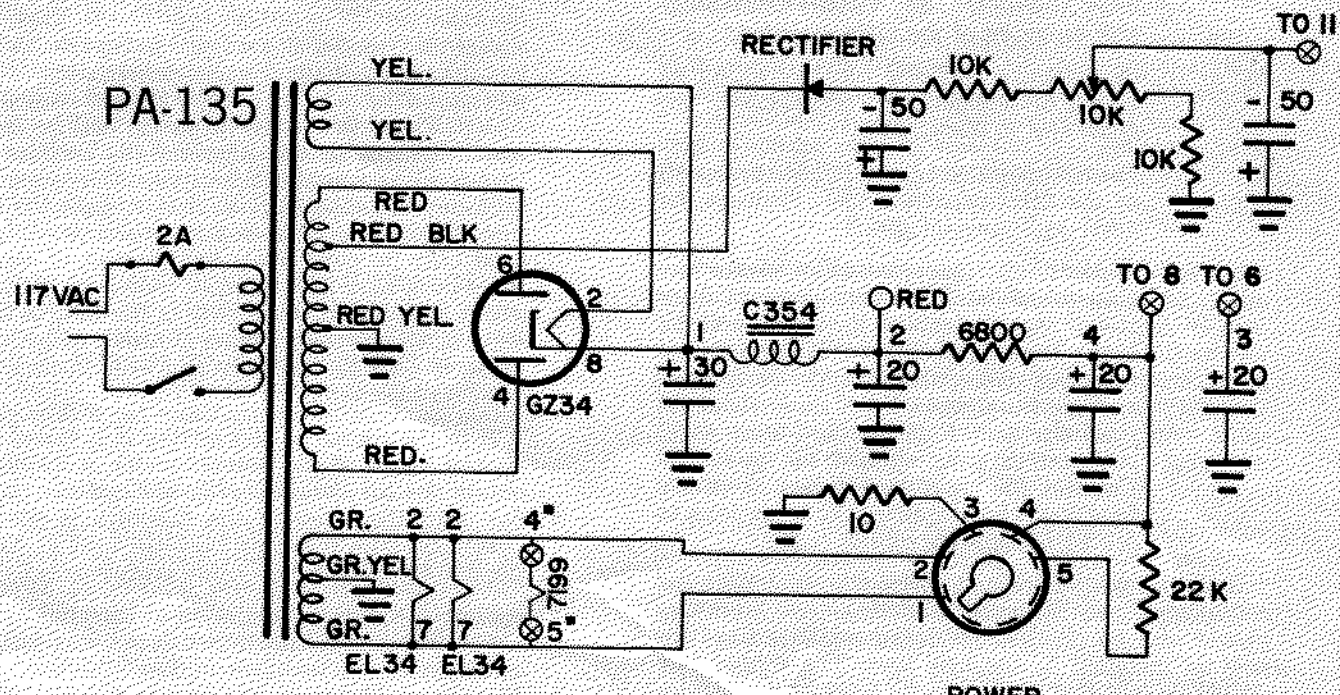 TO 11
RECTIFIER
YEL.
10K
PA-135
- 50
10K
- 50
YEL.
+
10K
+
RED
2A
RED BLK
6
TO 8 TO 6
117 VAC
2
RED
C354
RED YEL.
1
2
6800
4
3
8
+ 30
+ 20
+ 20
+ 20
4
GZ34
RED.
3
4
GR. 2 2 4"
10
GR.YEL
7199
2
5
22 K
1
GR. 7 7 5"
EL34 EL34